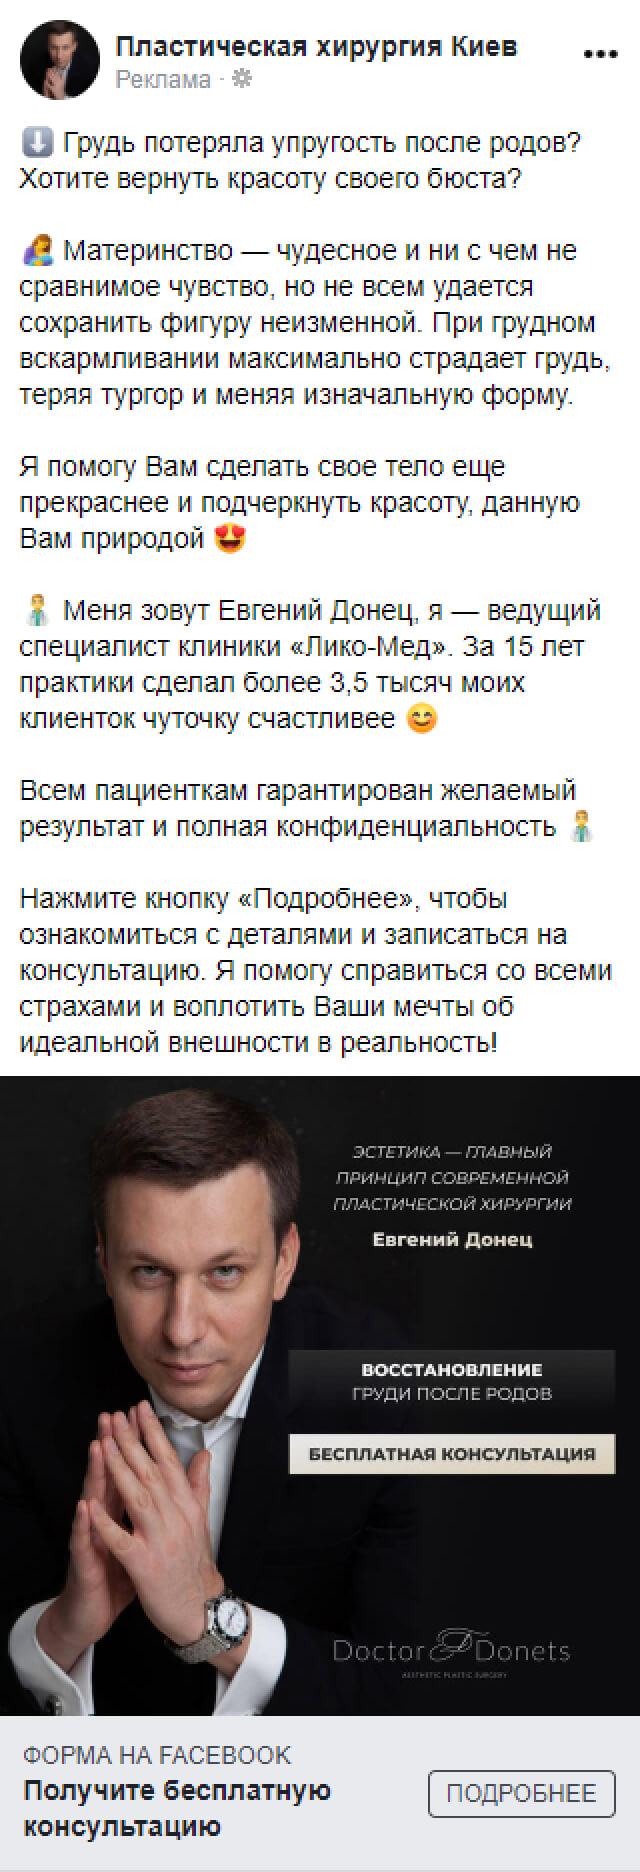 Пластическая хирургия Киев
Реклама ·
Грудь потеряла упругость после родов?
Хотите вернуть красоту своего бюста?
Материнство — чудесное и ни с чем не
сравнимое чувство, но не всем удается
сохранить фигуру неизменной. При грудном
вскармливании максимально страдает грудь,
теряя тургор и меняя изначальную форму.
Я помогу Вам сделать свое тело еще
прекраснее и подчеркнуть красоту, данную
Вам природой
Меня зовут Евгений Донец, я — ведущий
специалист клиники «Лико-Мед». За 15 лет
практики сделал более 3,5 тысяч моих
клиенток чуточку счастливее
Всем пациенткам гарантирован желаемый
результат и полная конфиденциальность
Нажмите кнопку «Подробнее», чтобы
ознакомиться с деталями и записаться на
консультацию. Я помогу справиться со всеми
страхами и воплотить Ваши мечты об
идеальной внешности в реальность!
ЭСТЕТИКА — ГЛАВНЫЙ
ПРИНЦИП СОВРЕМЕННОЙ
ПЛАСТИЧЕСКОЙ ХИРУРГИИ
Евгений Донец
ВОССТАНОВЛЕНИЕ
ГРУДИ ПОСЛЕ РОДОВ
БЕСПЛАТНАЯ КОНСУЛЬТАЦИЯ
Doctor Donets
AESTHETIC PLASTIC SURGERY
ФОРМА НА FACEBOOK
Получите бесплатную
консультацию
ПОДРОБНЕЕ